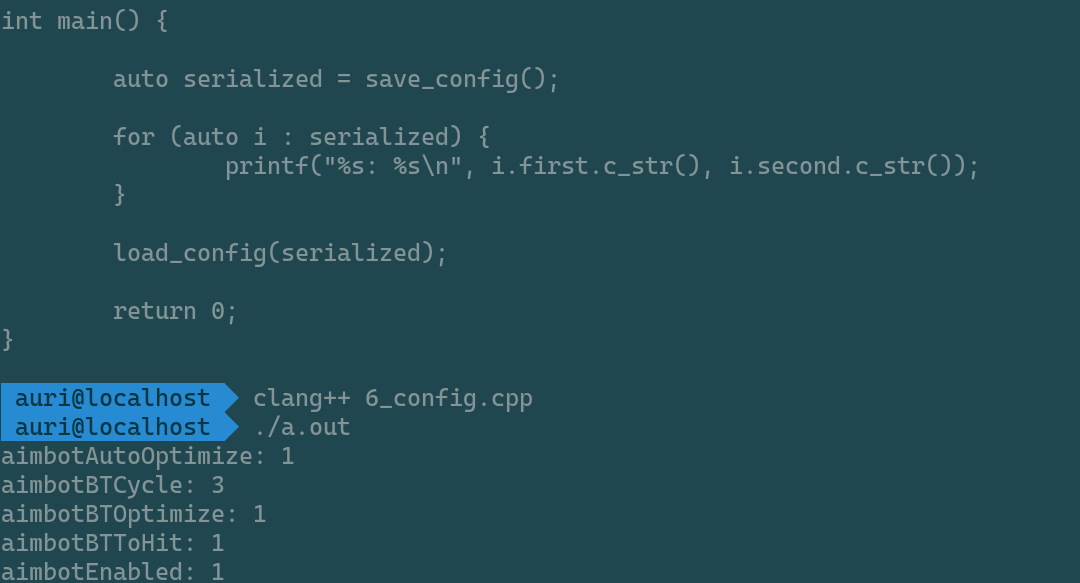 int main() {
auto serialized = save_config();
for (auto i : serialized) {
printf("%s: %s\n", i.first.c_str(), i.second.c_str());
}
load_config(serialized);
return 0;
}
auri@localhost clang++ 6_config.cpp
auri@localhost ./a.out
aimbotAutoOptimize: 1
aimbotBTCycle: 3
aimbotBTOptimize: 1
aimbotBTToHit: 1
aimbotEnabled: 1